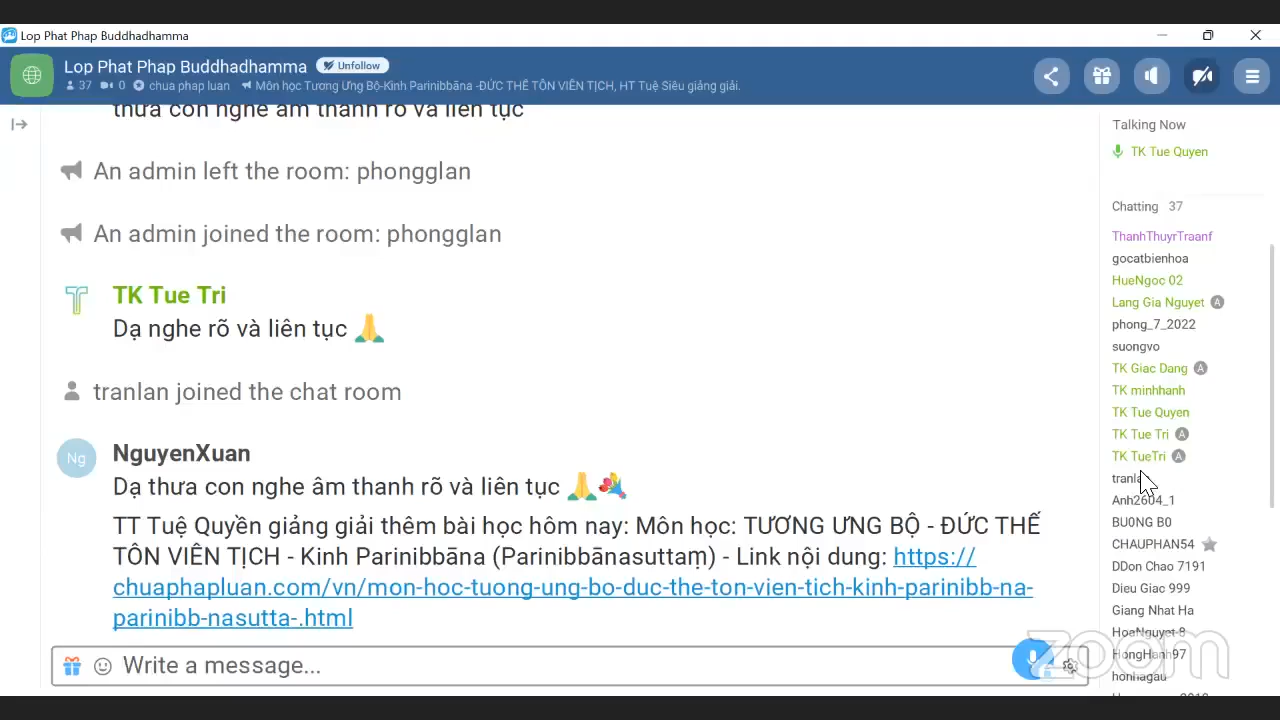 Lop Phat Phap Buddhadhamma
Lop Phat Phap Buddhadhamma Unfollow
37 0 chua phap luan Môn học Tương Ưng Bộ-Kinh Parinibbāna -ĐỨC THẾ TÔN VIÊN TỊCH, HT Tuệ Siêu giảng giải.
thưa con nghe âm thanh rõ và liên tục
An admin left the room: phongglan
An admin joined the room: phongglan
TK Tue Tri
Dạ nghe rõ và liên tục
tranlan joined the chat room
Ng
NguyenXuan
Dạ thưa con nghe âm thanh rõ và liên tục
TT Tuệ Quyền giảng giải thêm bài học hôm nay: Môn học: TƯƠNG ƯNG BỘ - ĐỨC THẾ
TÔN VIÊN TỊCH - Kinh Parinibbāna (Parinibbānasuttaṃ) - Link nội dung: https://
chuaphapluan.com/vn/mon-hoc-tuong-ung-bo-duc-the-ton-vien-tich-kinh-parinibb-na-
parinibb-nasutta-.html
Write a message...
Talking Now
TK Tue Quyen
Chatting 37
ThanhThuyrTraanf
gocatbienhoa
HueNgoc 02
Lang Gia Nguyet A
phong_7_2022
suongvo
TK Giac Dang A
TK minhhanh
TK Tue Quyen
TK Tue Tri A
TK TueTri A
Anh2604_1
BU0NG B0
CHAUPHAN54
DDon Chao 7191
Dieu Giac 999
Giang Nhat Ha
HoaNguyet-8
HongHanh97
honhagau
zoom